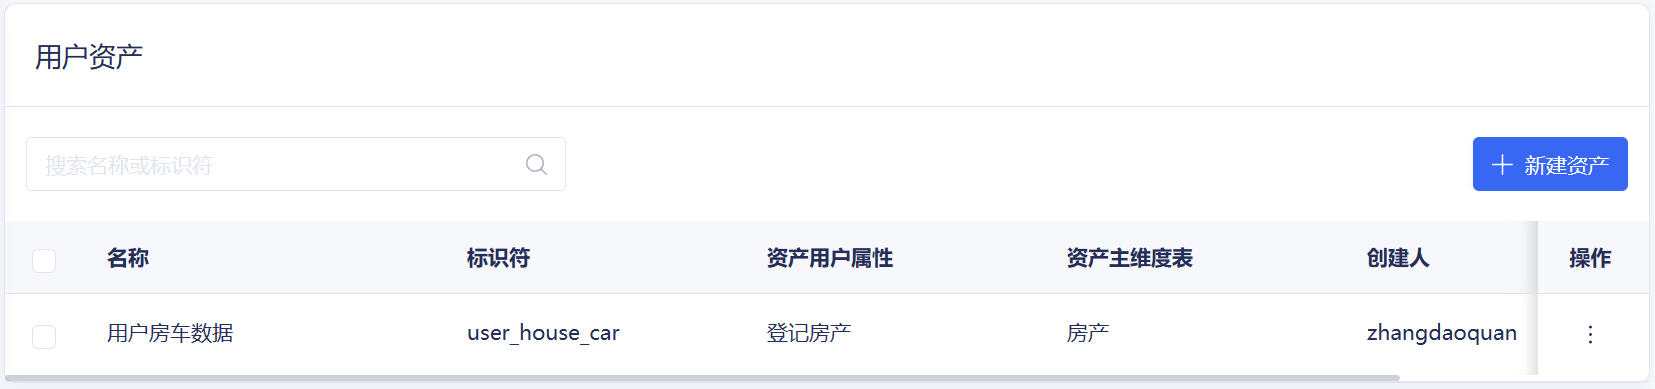 用户资产
搜索名称或标识符
新建资产
名称 标识符 资产用户属性 资产主维度表 创建人 操作
用户房车数据 user_house_car 登记房产 房产 zhangdaoquan